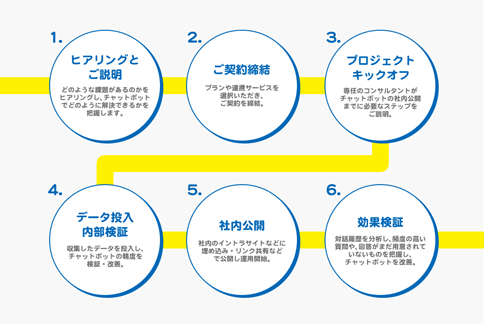 1.
ヒアリングと
ご説明
どのような課題があるのかを
ヒアリングし、チャットボット
でどのように解決できるかを
把握します。
2.
ご契約締結
プランや連携サービスを
選択いただき、
ご契約を締結。
3.
プロジェクト
キックオフ
専任のコンサルタントが
チャットボットの社内公開
までに必要なステップを
ご説明。
4.
データ投入
内部検証
収集したデータを投入し、
チャットボットの精度を
検証・改善。
5.
社内公開
社内のイントラサイトなどに
埋め込み・リンク共有など
で公開し運用開始。
6.
効果検証
対話履歴を分析し、頻度の高い
質問や、回答がまだ用意されて
いないものを把握し、
チャットボットを改善。